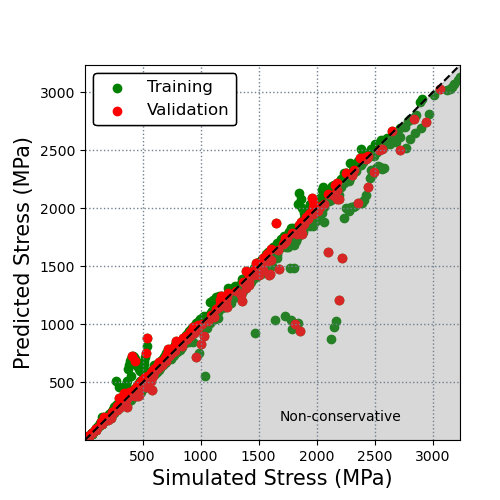 Training
Validation
Predicted Stress (MPa)
3000
2500
2000
1500
1000
500
Non-conservative
500
1000
1500
2000
2500
3000
Simulated Stress (MPa)